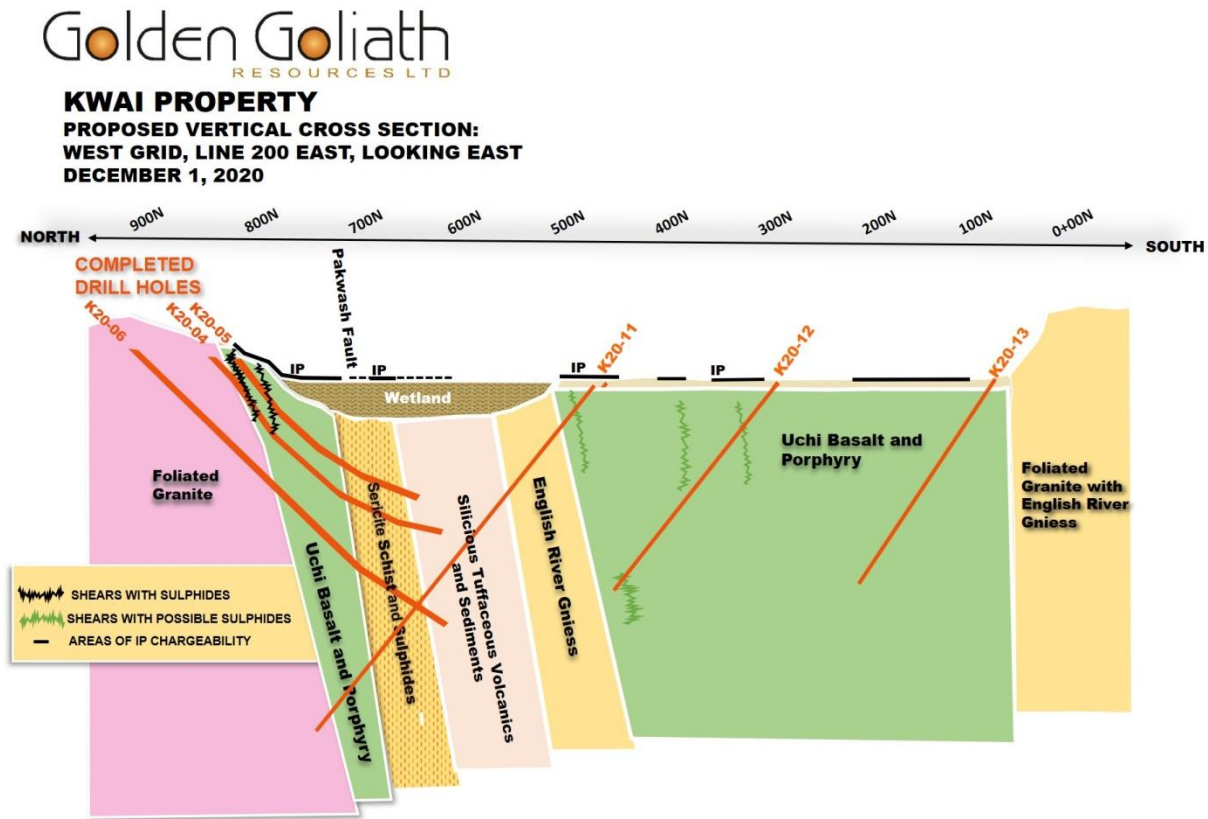 Golden Goliath
RESOURCES LTD
KWAI PROPERTY
PROPOSED VERTICAL CROSS SECTION:
WEST GRID, LINE 200 EAST, LOOKING EAST
DECEMBER 1, 2020
900N
800N
700N
600N
500N
400N
300N
200N
100N
0+00N
NORTH
SOUTH
COMPLETED
DRILL HOLES
K20-06
K20-04
K20-05
Pakwash Fault
K20-11
K20-12
K20-13
IP
IP
IP
IP
Wetland
Foliated
Granite
Uchi Basalt and Porphyry
Sericite Schist and Sulphides
Silicious Tuffaceous Volcanics
and Sediments
English River Gniess
Uchi Basalt and
Porphyry
Foliated
Granite with
English River
Gniess
SHEARS WITH SULPHIDES
SHEARS WITH POSSIBLE SULPHIDES
AREAS OF IP CHARGEABILITY